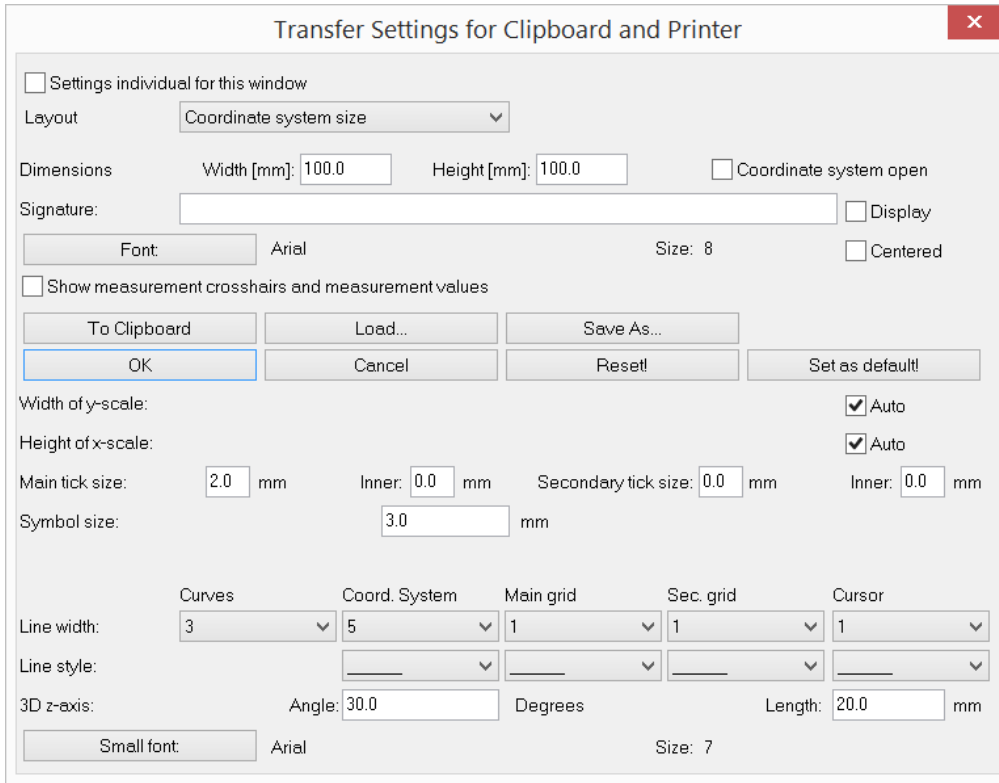 Transfer Settings for Clipboard and Printer
Settings individual for this window
Layout Coordinate system size
Dimensions Width [mm]: 100.0 Height [mm]: 100.0 Coordinate system open
Signature: Display
Font: Arial Size: 8 Centered
Show measurement crosshairs and measurement values
To Clipboard Load... Save As...
OK Cancel Reset! Set as default!
Width of y-scale: Auto
Height of x-scale: Auto
Main tick size: 2.0 mm Inner: 0.0 mm Secondary tick size: 0.0 mm Inner: 0.0 mm
Symbol size: 3.0 mm
Curves Coord. System Main grid Sec. grid Cursor
Line width: 3 5 1 1 1
Line style:
3D z-axis: Angle: 30.0 Degrees Length: 20.0 mm
Small font: Arial Size: 7